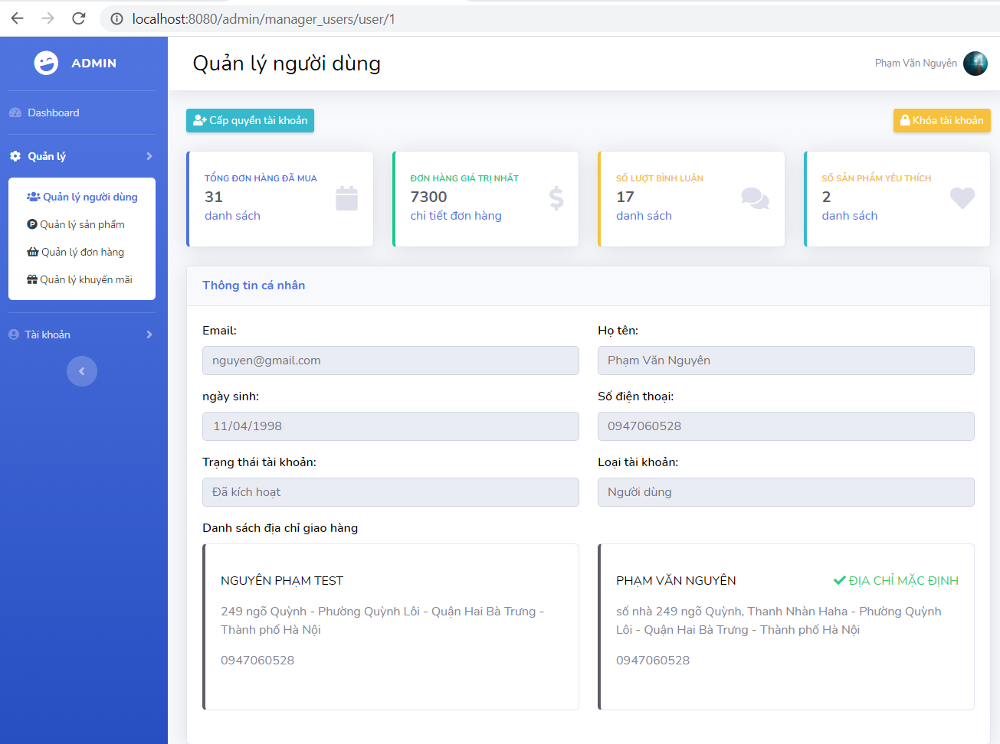 localhost:8080/admin/manager_users/user/1
ADMIN
Quản lý người dùng
Phạm Văn Nguyên
Dashboard
Quản lý
Quản lý người dùng
Quản lý sản phẩm
Quản lý đơn hàng
Quản lý khuyến mãi
Tài khoản
Cấp quyền tài khoản
Khóa tài khoản
TỔNG ĐƠN HÀNG ĐÃ MUA
31
danh sách
ĐƠN HÀNG GIÁ TRỊ NHẤT
7300
chi tiết đơn hàng
SỐ LƯỢT BÌNH LUẬN
17
danh sách
SỐ SẢN PHẨM YÊU THÍCH
2
danh sách
Thông tin cá nhân
Email:
nguyen@gmail.com
Họ tên:
Phạm Văn Nguyên
ngày sinh:
11/04/1998
Số điện thoại:
0947060528
Trạng thái tài khoản:
Đã kích hoạt
Loại tài khoản:
Người dùng
Danh sách địa chỉ giao hàng
NGUYÊN PHẠM TEST
249 ngõ Quỳnh - Phường Quỳnh Lôi - Quận Hai Bà Trưng -
Thành phố Hà Nội
0947060528
PHẠM VĂN NGUYÊN
ĐỊA CHỈ MẶC ĐỊNH
số nhà 249 ngõ Quỳnh, Thanh Nhàn Haha - Phường Quỳnh
Lôi - Quận Hai Bà Trưng - Thành phố Hà Nội
0947060528